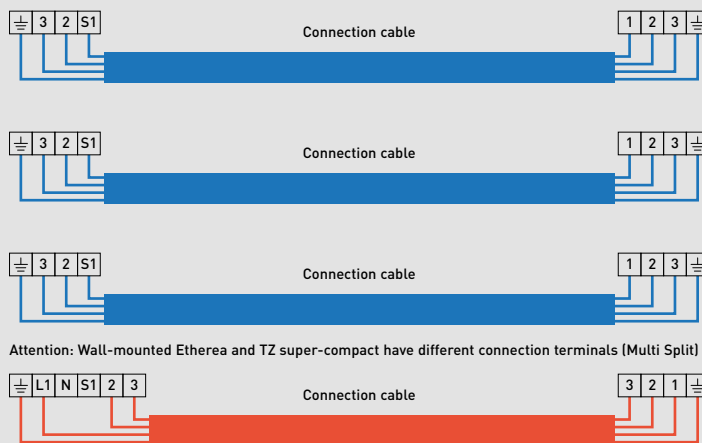 ⏚ 3 2 S1 Connection cable 1 2 3 ⏚
⏚ 3 2 S1 Connection cable 1 2 3 ⏚
⏚ 3 2 S1 Connection cable 1 2 3 ⏚
Attention: Wall-mounted Etherea and TZ super-compact have different connection terminals (Multi Split)
⏚ L1 N S1 2 3 Connection cable 3 2 1 ⏚